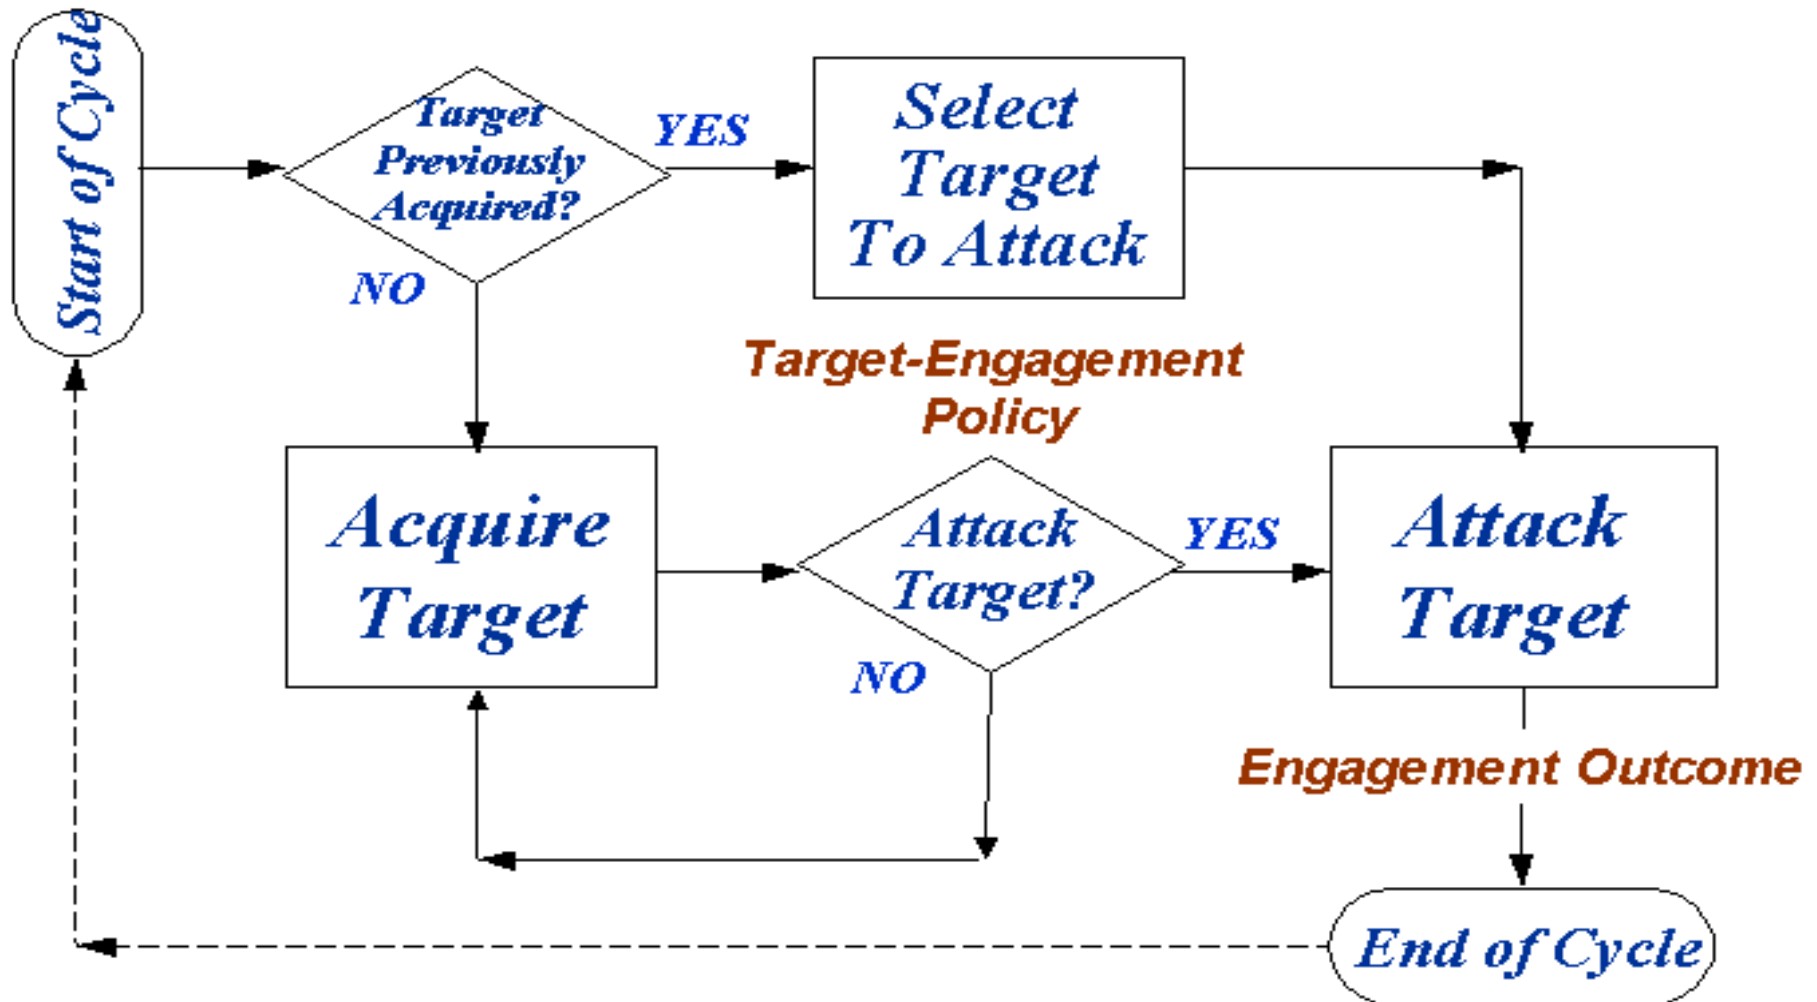 Start of Cycle
Target
Previously
Acquired?
YES
NO
Select
Target
To Attack
Target-Engagement
Policy
Acquire
Target
Attack
Target?
YES
NO
Attack
Target
Engagement Outcome
End of Cycle